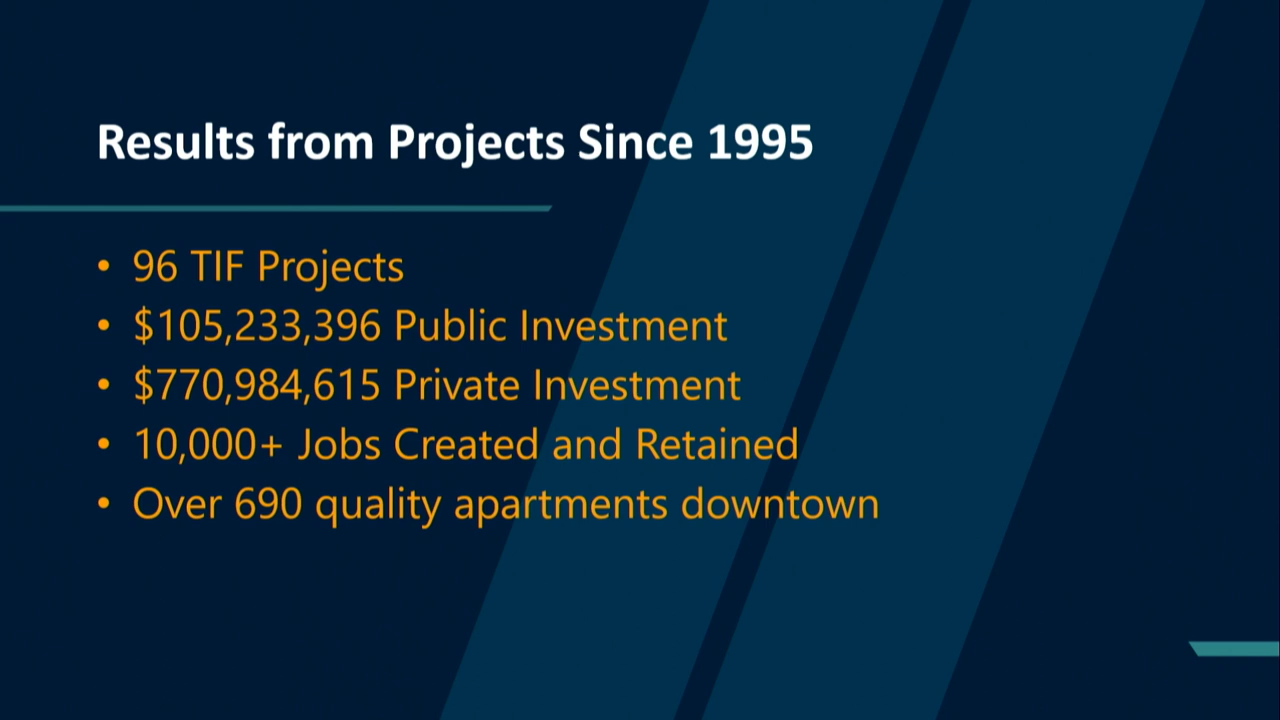 Results from Projects Since 1995
• 96 TIF Projects
• $105,233,396 Public Investment
• $770,984,615 Private Investment
• 10,000+ Jobs Created and Retained
• Over 690 quality apartments downtown